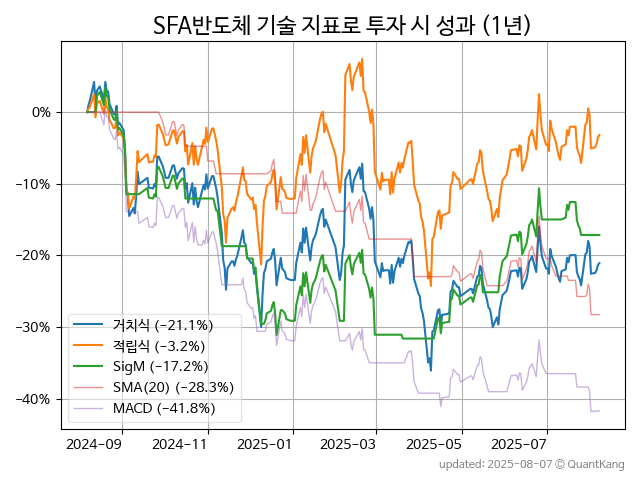 SFA반도체 기술 지표로 투자 시 성과 (1년)
0%
−10%
−20%
−30%
−40%
거치식 (−21.1%)
적립식 (−3.2%)
SigM (−17.2%)
SMA(20) (−28.3%)
MACD (−41.8%)
2024-09
2024-11
2025-01
2025-03
2025-05
2025-07
updated: 2025-08-07 © QuantKang